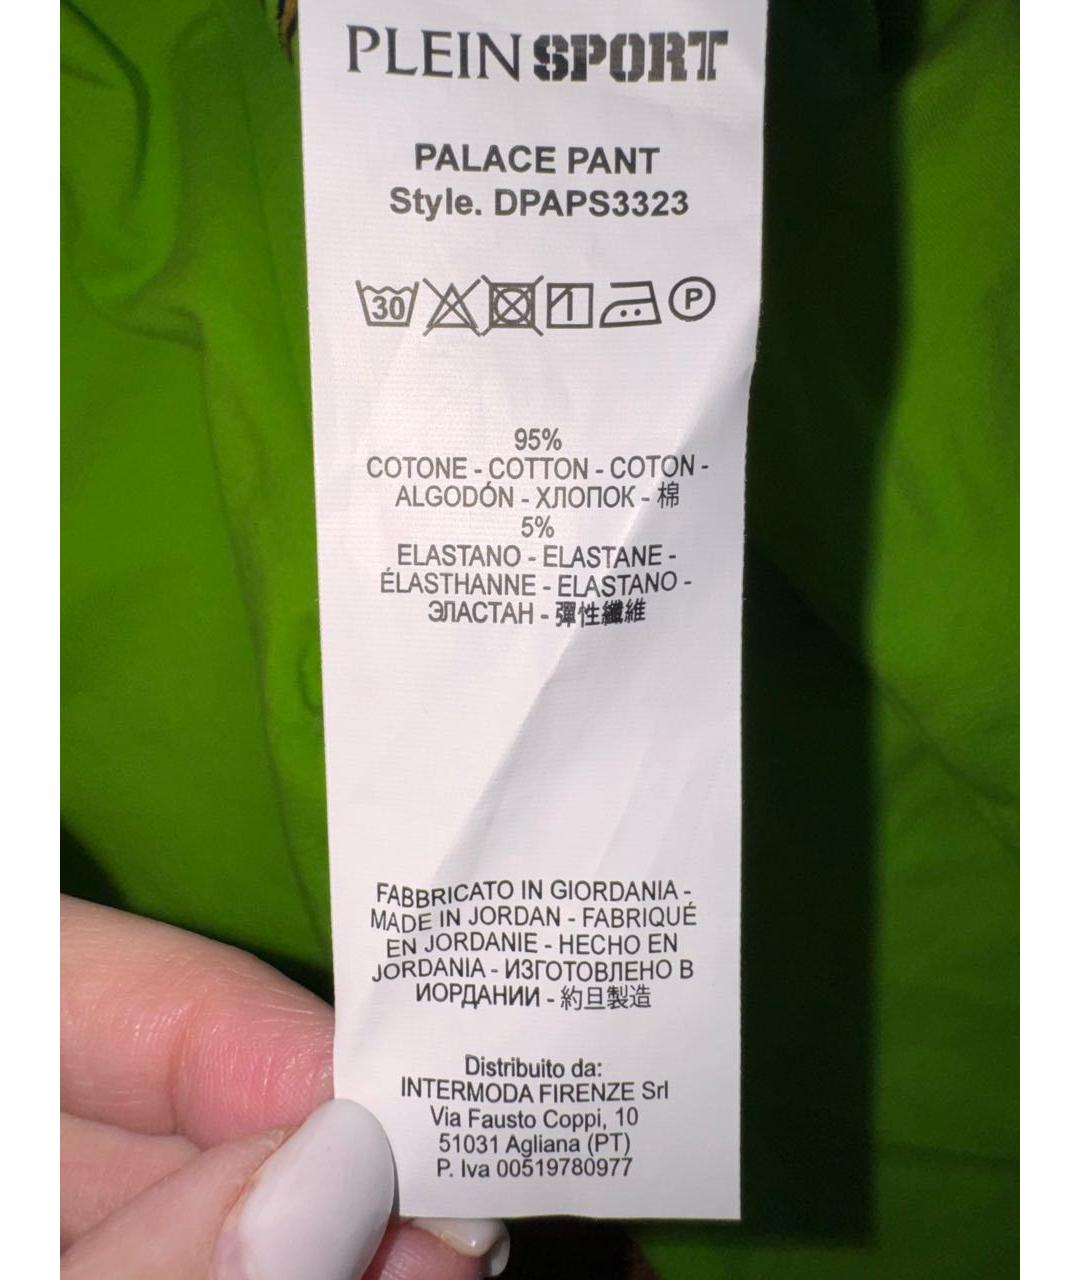 PLEIN SPORT
PALACE PANT
Style. DPAPS3323
30 P
95%
COTONE - COTTON - COTON -
ALGODÓN - ХЛОПОК - 棉
5%
ELASTANO - ELASTANE -
ÉLASTHANNE - ELASTANO -
ЭЛАСТАН - 彈性纖維
FABBRICATO IN GIORDANIA -
MADE IN JORDAN - FABRIQUÉ
EN JORDANIE - HECHO EN
JORDANIA - ИЗГОТОВЛЕНО В
ИОРДАНИИ - 約旦製造
Distribuito da:
INTERMODA FIRENZE Srl
Via Fausto Coppi, 10
51031 Agliana (PT)
P. Iva 00519780977